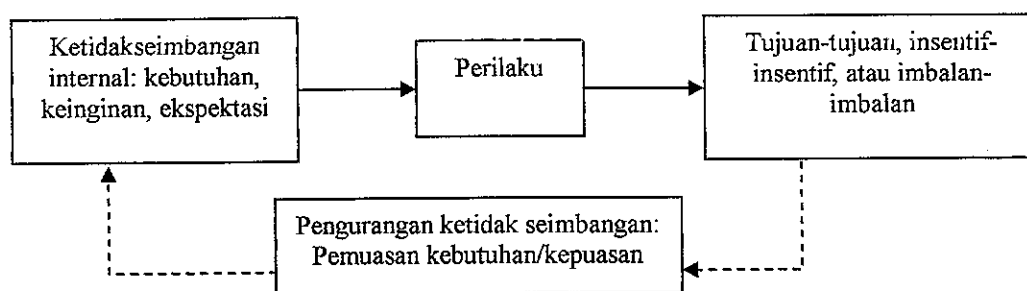 Ketidakseimbangan
internal: kebutuhan,
keinginan, ekspektasi
Perilaku
Tujuan-tujuan, insentif-
insentif, atau imbalan-
imbalan
Pengurangan ketidak seimbangan:
Pemuasan kebutuhan/kepuasan